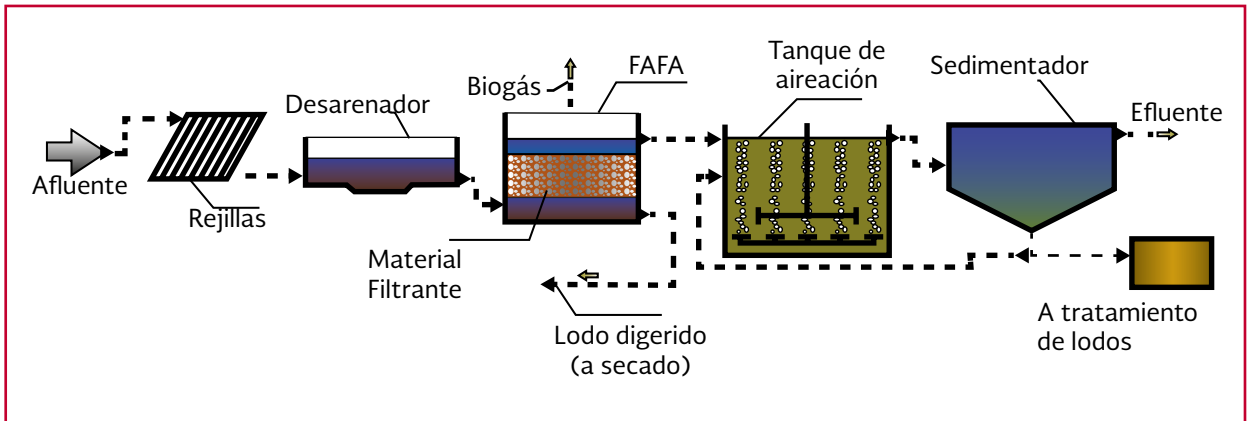 Afluente
Rejillas
Desarenador
Biogás
FAFA
Material
Filtrante
Lodo digerido
(a secado)
Tanque de
aireación
Sedimentador
Efluente
A tratamiento
de lodos